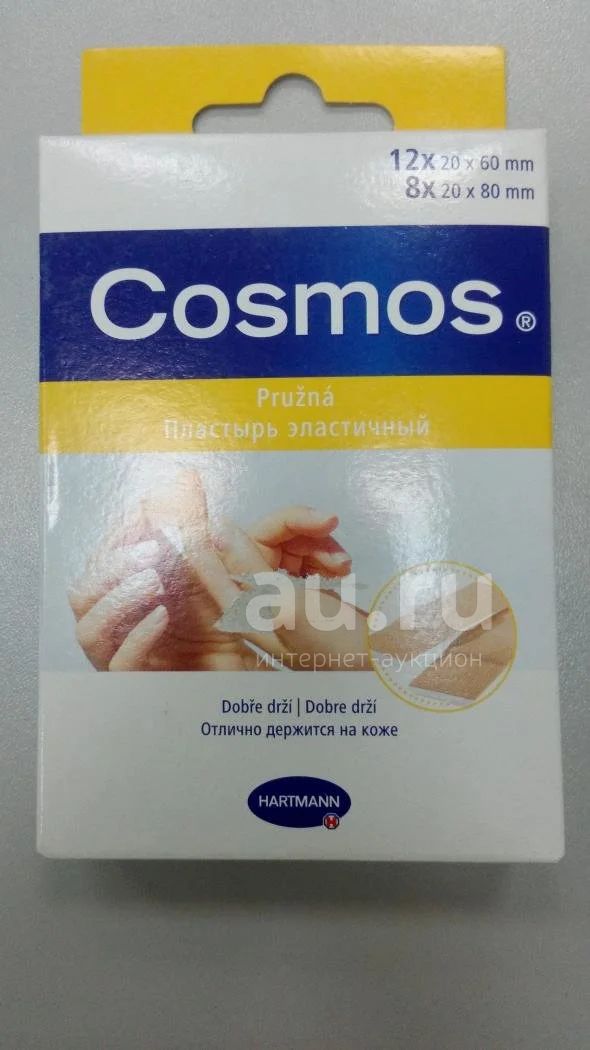 12x 20 x 60 mm
8x 20 x 80 mm
Cosmos ®
Pružná
Пластырь эластичный
au.ru
интернет-аукцион
Dobře drží | Dobre drží
Отлично держится на коже
HARTMANN